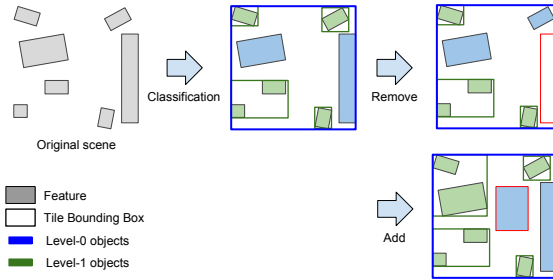 Classification
Remove
Original scene
Feature
Tile Bounding Box
Level-0 objects
Level-1 objects
Add